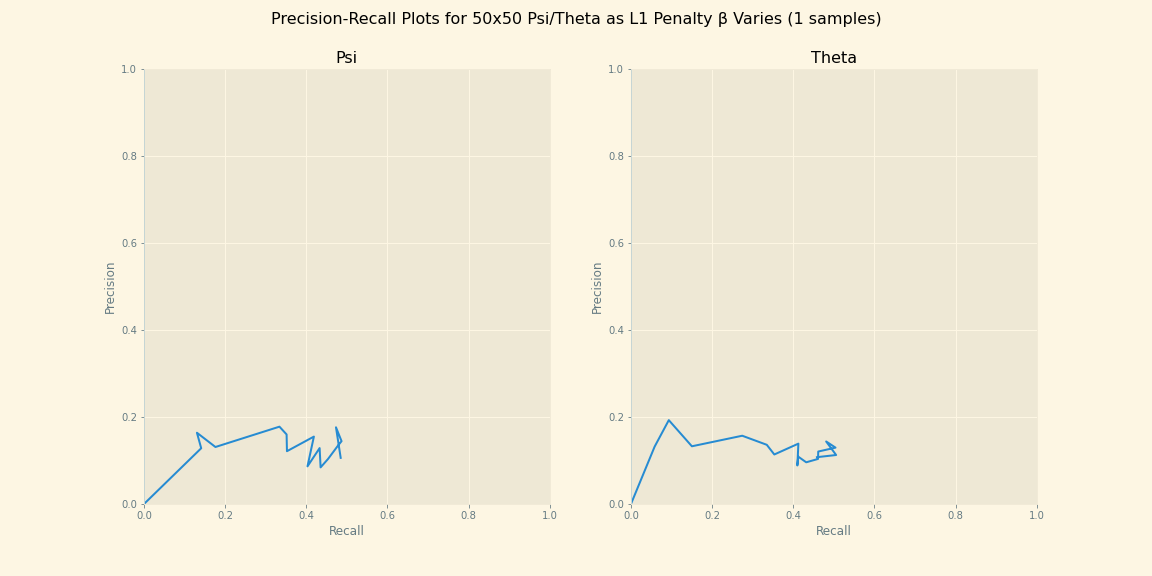 Precision-Recall Plots for 50x50 Psi/Theta as L1 Penalty β Varies (1 samples)
Psi
1.0
0.8
0.6
0.4
0.2
0.0
Precision
0.0 0.2 0.4 0.6 0.8 1.0
Recall
Theta
1.0
0.8
0.6
0.4
0.2
0.0
Precision
0.0 0.2 0.4 0.6 0.8 1.0
Recall